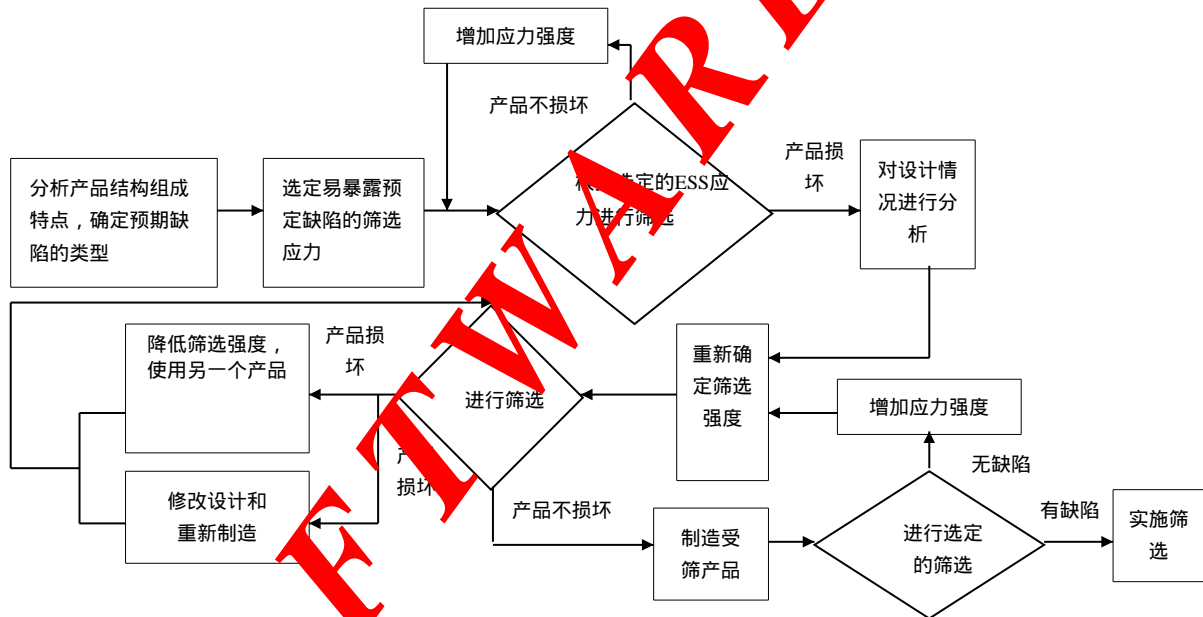 增加应力强度
产品不损坏
产品损
坏
对设计情
况进行分
析
分析产品结构组成
特点，确定预期缺
陷的类型
选定易暴露预
定缺陷的筛选
应力
选定的ESS应
力进行筛选
降低筛选强度，
使用另一个产品
产品损
坏
进行筛选
重新确
定筛选
强度
增加应力强度
修改设计和
重新制造
产
损坏
产品不损坏
制造受
筛产品
进行选定
的筛选
无缺陷
有缺陷
实施筛
选
F T W A R E